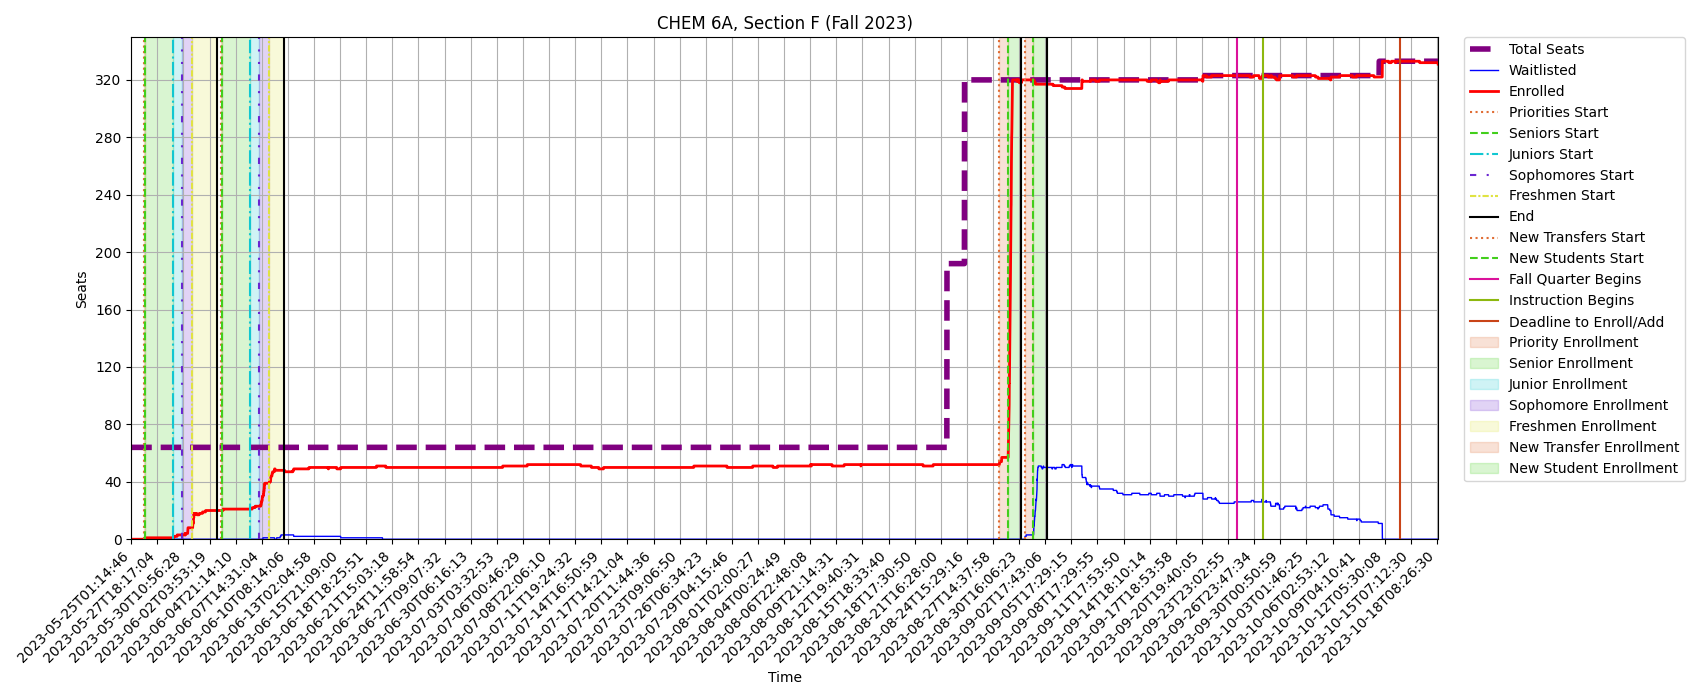 CHEM 6A, Section F (Fall 2023)
Seats
320
280
240
200
160
120
80
40
0
2023-05-25T01:14:46
2023-05-27T18:17:04
2023-05-30T10:56:28
2023-06-02T03:53:19
2023-06-04T21:14:10
2023-06-07T14:31:04
2023-06-10T08:14:06
2023-06-13T02:04:58
2023-06-15T21:09:00
2023-06-18T18:25:51
2023-06-21T15:03:18
2023-06-24T11:58:54
2023-06-27T09:07:32
2023-06-30T06:16:13
2023-07-03T03:32:53
2023-07-06T00:46:29
2023-07-08T22:06:10
2023-07-11T19:24:32
2023-07-14T16:50:59
2023-07-17T14:21:04
2023-07-20T11:44:36
2023-07-23T09:06:50
2023-07-26T06:34:23
2023-07-29T04:15:46
2023-08-01T02:00:27
2023-08-04T00:24:49
2023-08-06T22:48:08
2023-08-09T21:14:31
2023-08-12T19:40:31
2023-08-15T18:33:40
2023-08-18T17:30:50
2023-08-21T16:28:00
2023-08-24T15:29:16
2023-08-27T14:37:58
2023-08-30T16:06:23
2023-09-02T17:43:06
2023-09-05T17:29:15
2023-09-08T17:29:55
2023-09-11T17:53:50
2023-09-14T18:10:14
2023-09-17T18:53:58
2023-09-20T19:40:05
2023-09-23T23:02:55
2023-09-26T23:47:34
2023-09-30T00:50:59
2023-10-03T01:46:25
2023-10-06T02:53:12
2023-10-09T04:10:41
2023-10-12T05:30:08
2023-10-15T07:12:30
2023-10-18T08:26:30
Time
Total Seats
Waitlisted
Enrolled
Priorities Start
Seniors Start
Juniors Start
Sophomores Start
Freshmen Start
End
New Transfers Start
New Students Start
Fall Quarter Begins
Instruction Begins
Deadline to Enroll/Add
Priority Enrollment
Senior Enrollment
Junior Enrollment
Sophomore Enrollment
Freshmen Enrollment
New Transfer Enrollment
New Student Enrollment